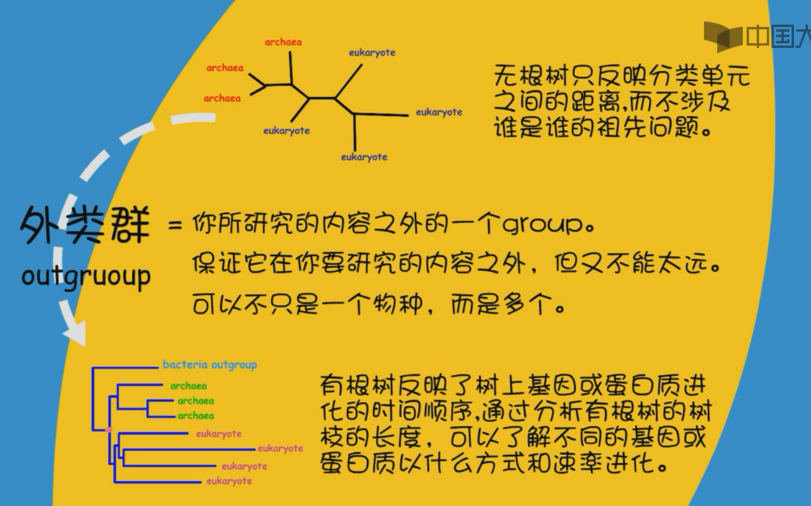 中国大
archaea
eukaryote
archaea
archaea
eukaryote
eukaryote
eukaryote
无根树只反映分类单元
之间的距离,而不涉及
谁是谁的祖先问题。
外类群
outgruoup
= 你所研究的内容之外的一个group。
保证它在你要研究的内容之外，但又不能太远。
可以不只是一个物种，而是多个。
bacteria outgroup
archaea
archaea
archaea
eukaryote
eukaryote
eukaryote
eukaryote
有根树反映了树上基因或蛋白质进
化的时间顺序,通过分析有根树的树
枝的长度，可以了解不同的基因或
蛋白质以什么方式和速率进化。